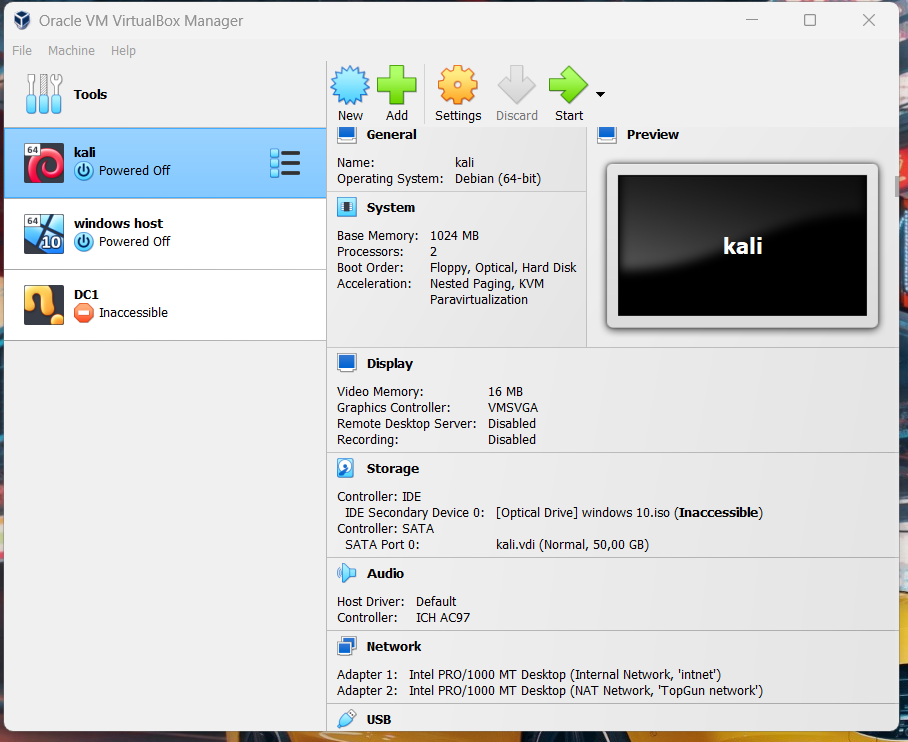 Oracle VM VirtualBox Manager
File Machine Help
Tools
New Add Settings Discard Start
64
kali
Powered Off
64
10
windows host
Powered Off
DC1
Inaccessible
General
Name: kali
Operating System: Debian (64-bit)
Preview
kali
System
Base Memory: 1024 MB
Processors: 2
Boot Order: Floppy, Optical, Hard Disk
Acceleration: Nested Paging, KVM
Paravirtualization
Display
Video Memory: 16 MB
Graphics Controller: VMSVGA
Remote Desktop Server: Disabled
Recording: Disabled
Storage
Controller: IDE
IDE Secondary Device 0: [Optical Drive] windows 10.iso (Inaccessible)
Controller: SATA
SATA Port 0: kali.vdi (Normal, 50,00 GB)
Audio
Host Driver: Default
Controller: ICH AC97
Network
Adapter 1: Intel PRO/1000 MT Desktop (Internal Network, 'intnet')
Adapter 2: Intel PRO/1000 MT Desktop (NAT Network, 'TopGun network')
USB